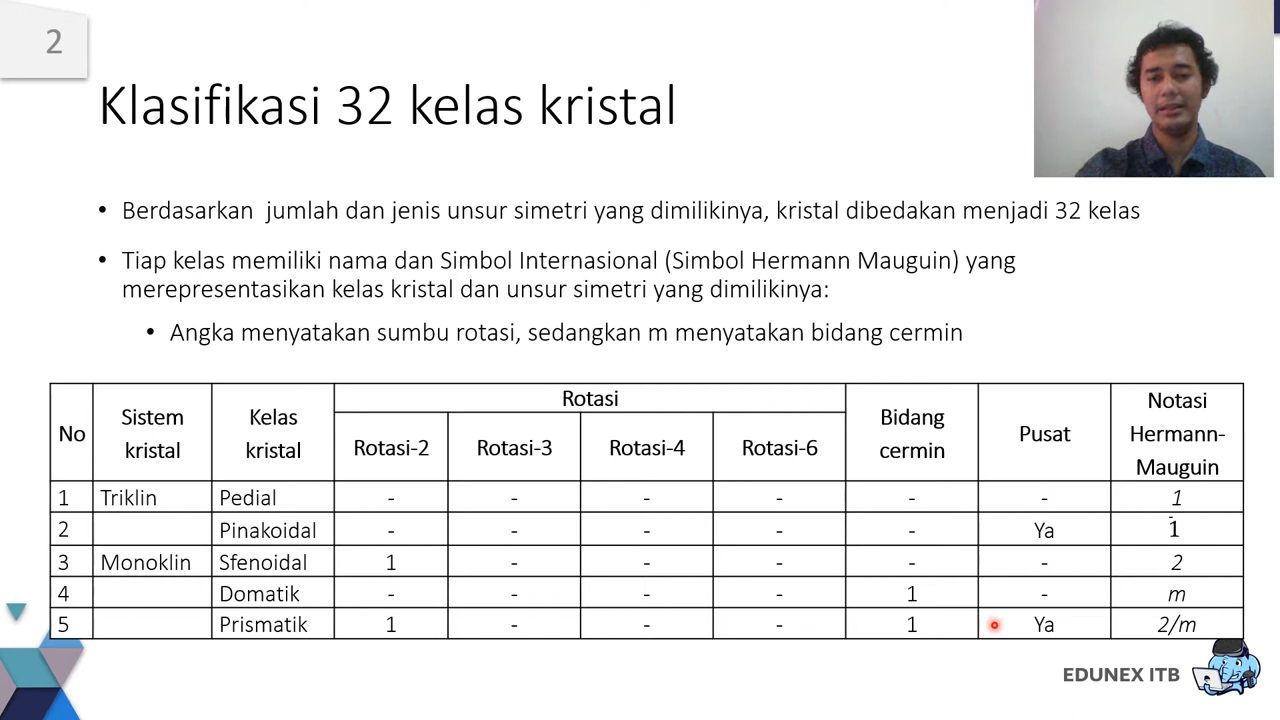 2
Klasifikasi 32 kelas kristal
• Berdasarkan  jumlah dan jenis unsur simetri yang dimilikinya, kristal dibedakan menjadi 32 kelas
• Tiap kelas memiliki nama dan Simbol Internasional (Simbol Hermann Mauguin) yang
merepresentasikan kelas kristal dan unsur simetri yang dimilikinya:
• Angka menyatakan sumbu rotasi, sedangkan m menyatakan bidang cermin
No Sistem kristal Kelas kristal Rotasi Bidang cermin Pusat Notasi Hermann-Mauguin
Rotasi-2 Rotasi-3 Rotasi-4 Rotasi-6
1 Triklin Pedial - - - - - - 1
2 Pinakoidal - - - - - Ya 1̄
3 Monoklin Sfenoidal 1 - - - - - 2
4 Domatik - - - - 1 - m
5 Prismatik 1 - - - 1 Ya 2/m
EDUNEX ITB